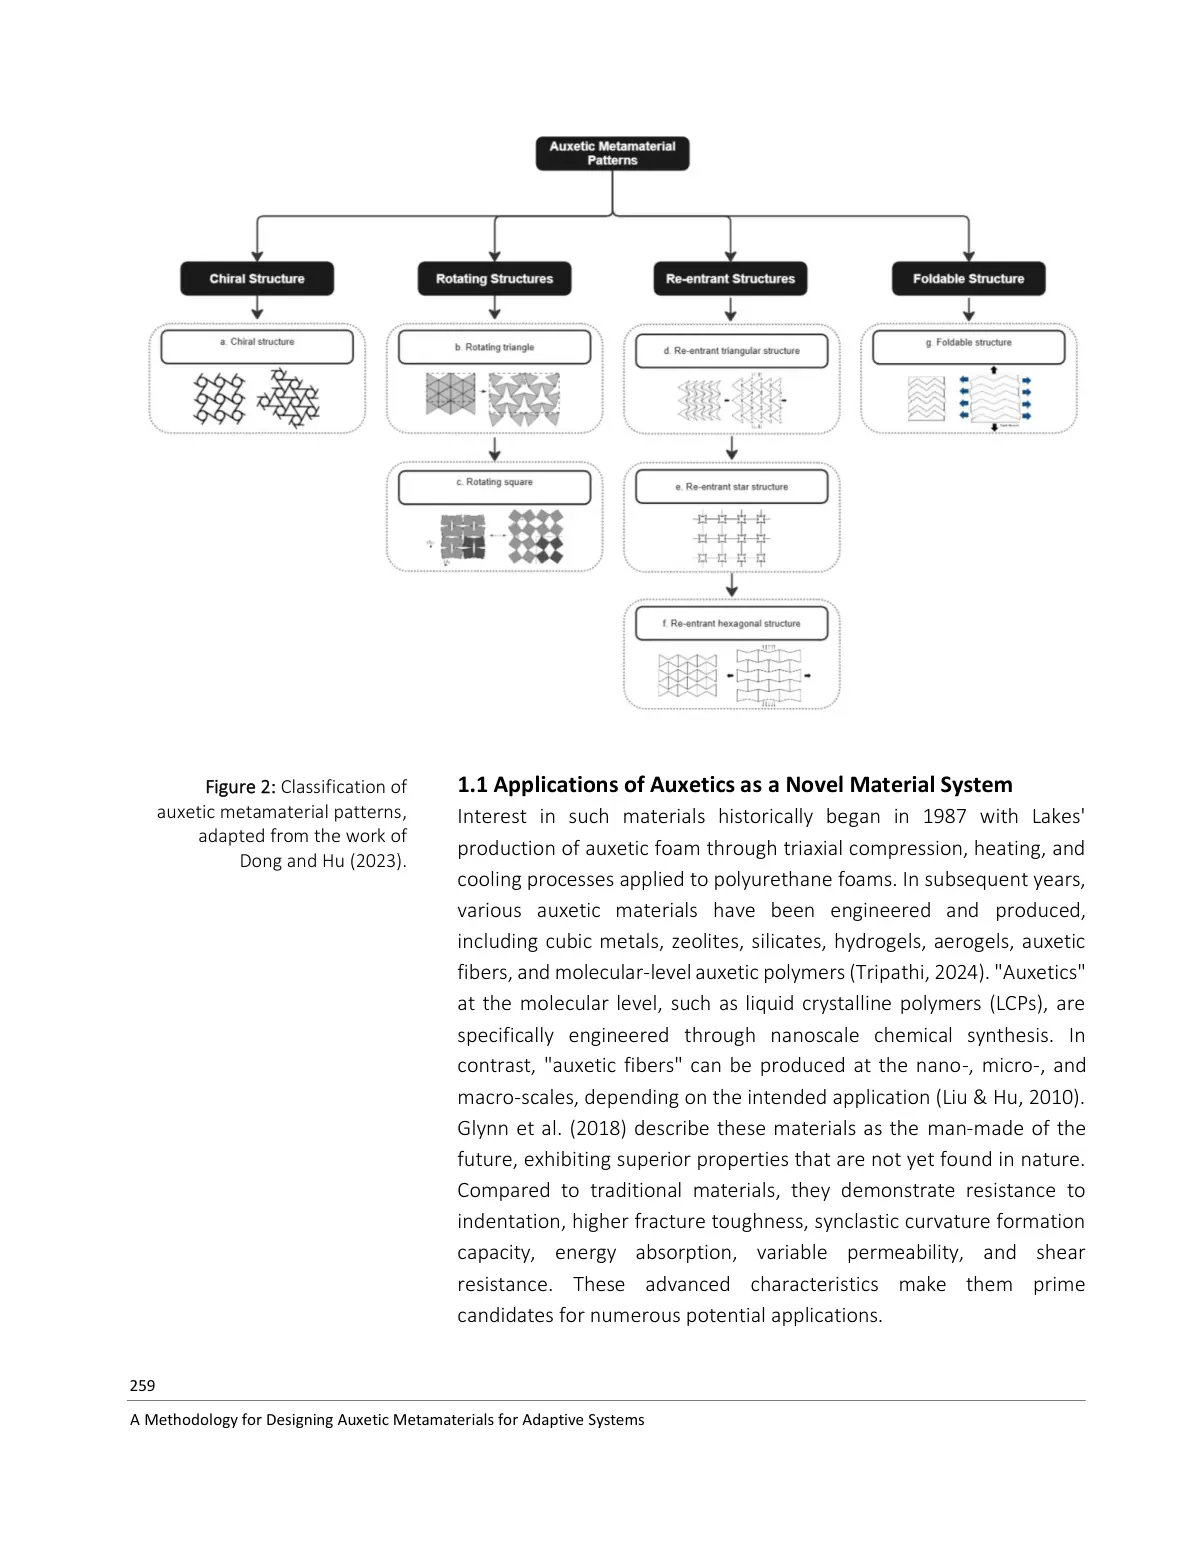 Auxetic Metamaterial
Patterns
Chiral Structure
Rotating Structures
Re-entrant Structures
Foldable Structure
a. Chiral structure
b. Rotating triangle
d. Re-entrant triangular structure
g. Foldable structure
c. Rotating square
e. Re-entrant star structure
f. Re-entrant hexagonal structure
Figure 2: Classification of
auxetic metamaterial patterns,
adapted from the work of
Dong and Hu (2023).
1.1 Applications of Auxetics as a Novel Material System
Interest in such materials historically began in 1987 with Lakes'
production of auxetic foam through triaxial compression, heating, and
cooling processes applied to polyurethane foams. In subsequent years,
various auxetic materials have been engineered and produced,
including cubic metals, zeolites, silicates, hydrogels, aerogels, auxetic
fibers, and molecular-level auxetic polymers (Tripathi, 2024). "Auxetics"
at the molecular level, such as liquid crystalline polymers (LCPs), are
specifically engineered through nanoscale chemical synthesis. In
contrast, "auxetic fibers" can be produced at the nano-, micro-, and
macro-scales, depending on the intended application (Liu & Hu, 2010).
Glynn et al. (2018) describe these materials as the man-made of the
future, exhibiting superior properties that are not yet found in nature.
Compared to traditional materials, they demonstrate resistance to
indentation, higher fracture toughness, synclastic curvature formation
capacity, energy absorption, variable permeability, and shear
resistance. These advanced characteristics make them prime
candidates for numerous potential applications.
259
A Methodology for Designing Auxetic Metamaterials for Adaptive Systems